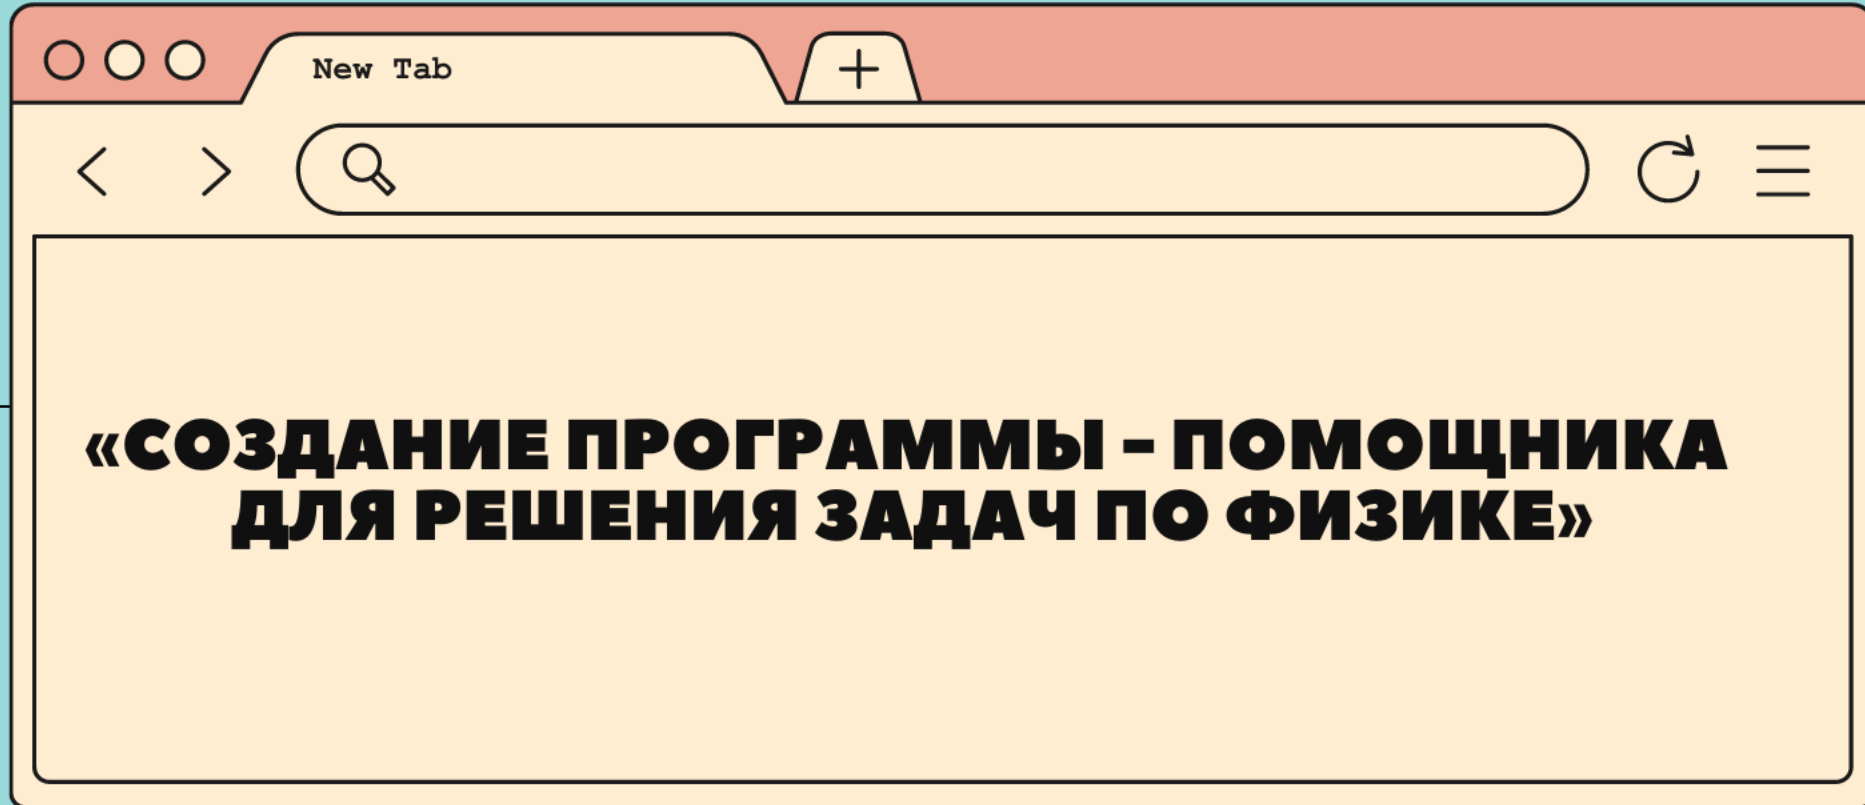 New Tab
«СОЗДАНИЕ ПРОГРАММЫ – ПОМОЩНИКА
ДЛЯ РЕШЕНИЯ ЗАДАЧ ПО ФИЗИКЕ»